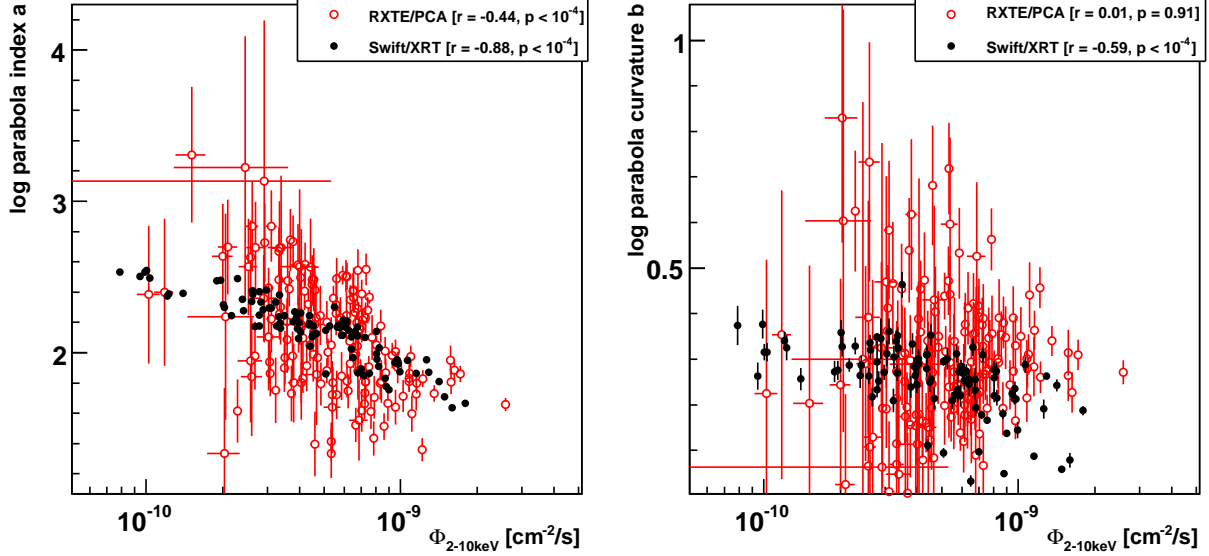 RXTE/PCA [r = -0.44, p < 10⁻⁴]
Swift/XRT [r = -0.88, p < 10⁻⁴]
log parabola index a
4
3
2
10⁻¹⁰
10⁻⁹
Φ2-10keV [cm⁻²/s]
RXTE/PCA [r = 0.01, p = 0.91]
Swift/XRT [r = -0.59, p < 10⁻⁴]
log parabola curvature b
1
0.5
10⁻¹⁰
10⁻⁹
Φ2-10keV [cm⁻²/s]